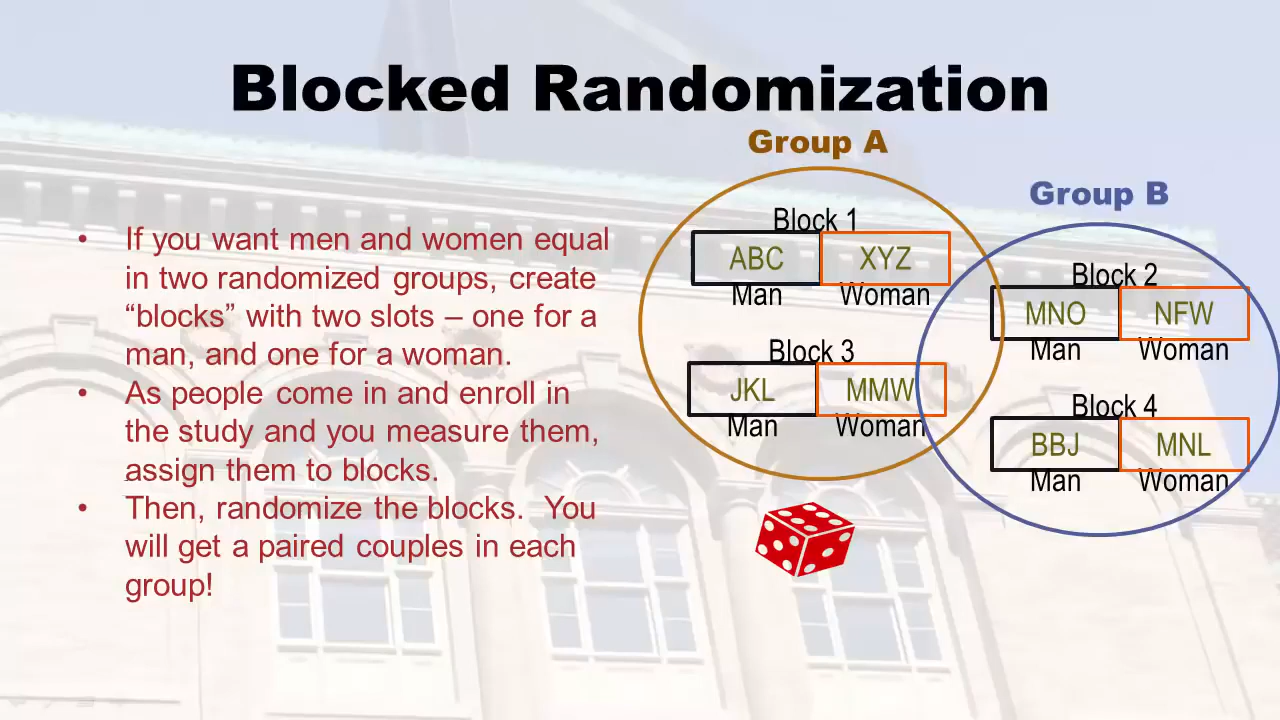 Blocked Randomization
• If you want men and women equal
in two randomized groups, create
“blocks” with two slots – one for a
man, and one for a woman.
• As people come in and enroll in
the study and you measure them,
assign them to blocks.
• Then, randomize the blocks.  You
will get a paired couples in each
group!
Group A
Block 1
ABC XYZ
Man Woman
Block 3
JKL MMW
Man Woman
Group B
Block 2
MNO NFW
Man Woman
Block 4
BBJ MNL
Man Woman